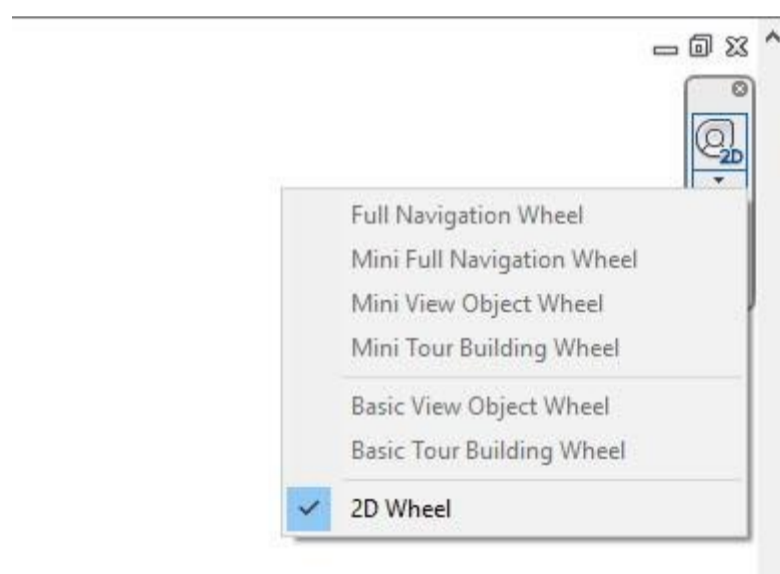 2D
Full Navigation Wheel
Mini Full Navigation Wheel
Mini View Object Wheel
Mini Tour Building Wheel
Basic View Object Wheel
Basic Tour Building Wheel
2D Wheel